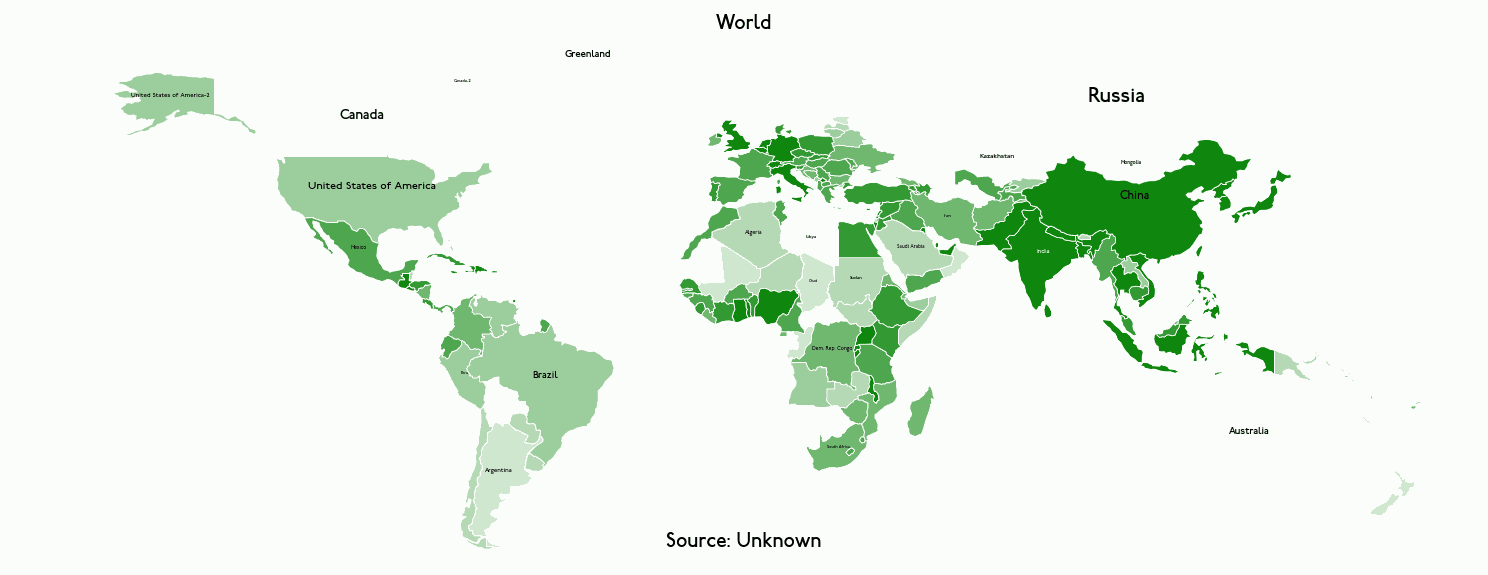 World
Greenland
Canada-2
United States of America-2
Russia
Canada
Kazakhstan
Mongolia
United States of America
China
Iran
Algeria
Libya
Mexico
Saudi Arabia
India
Chad
Sudan
Dem. Rep. Congo
Peru
Brazil
Australia
South Africa
Argentina
Source: Unknown